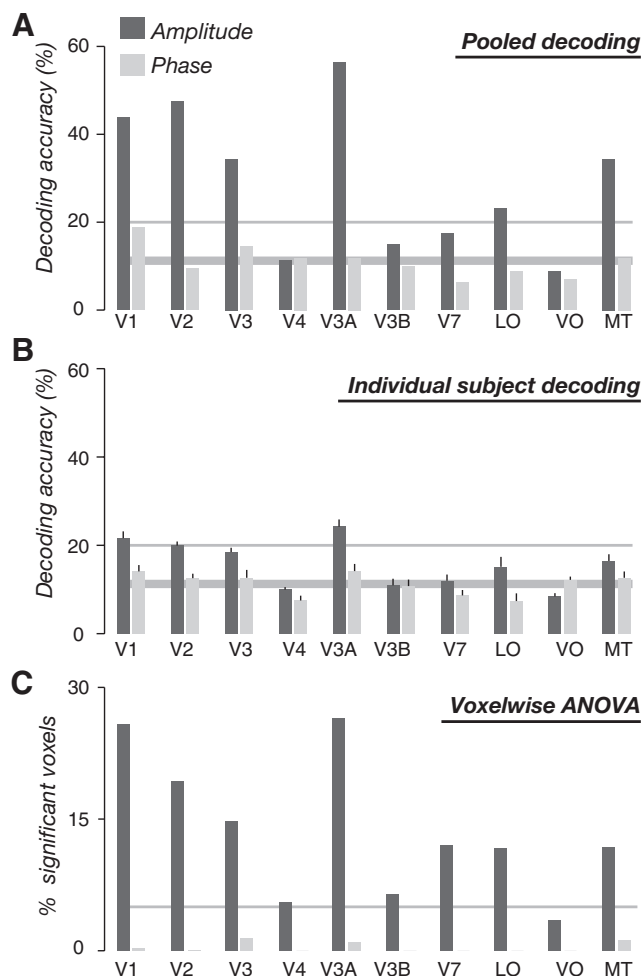 A
Amplitude
Phase
Pooled decoding
Decoding accuracy (%)
60
40
20
0
V1 V2 V3 V4 V3A V3B V7 LO VO MT
B
Individual subject decoding
Decoding accuracy (%)
60
40
20
0
V1 V2 V3 V4 V3A V3B V7 LO VO MT
C
Voxelwise ANOVA
% significant voxels
30
15
0
V1 V2 V3 V4 V3A V3B V7 LO VO MT